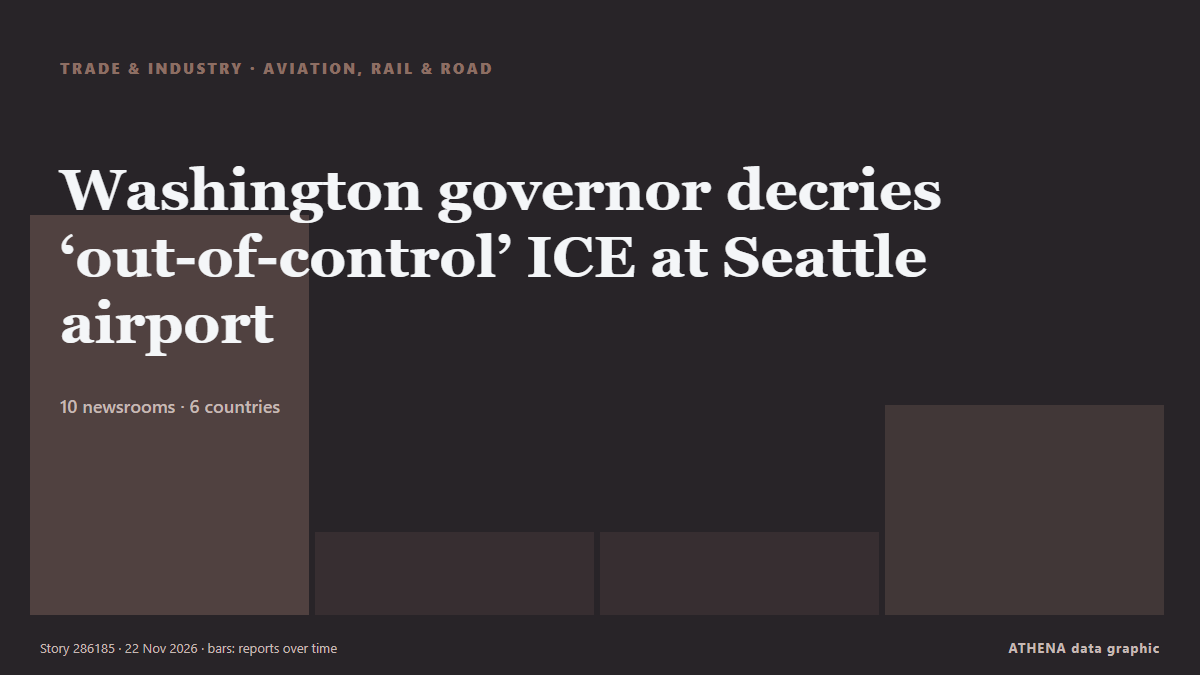 TRADE & INDUSTRY · AVIATION, RAIL & ROAD
Washington governor decries
‘out-of-control’ ICE at Seattle
airport
10 newsrooms · 6 countries
Story 286185 · 22 Nov 2026 · bars: reports over time
ATHENA data graphic